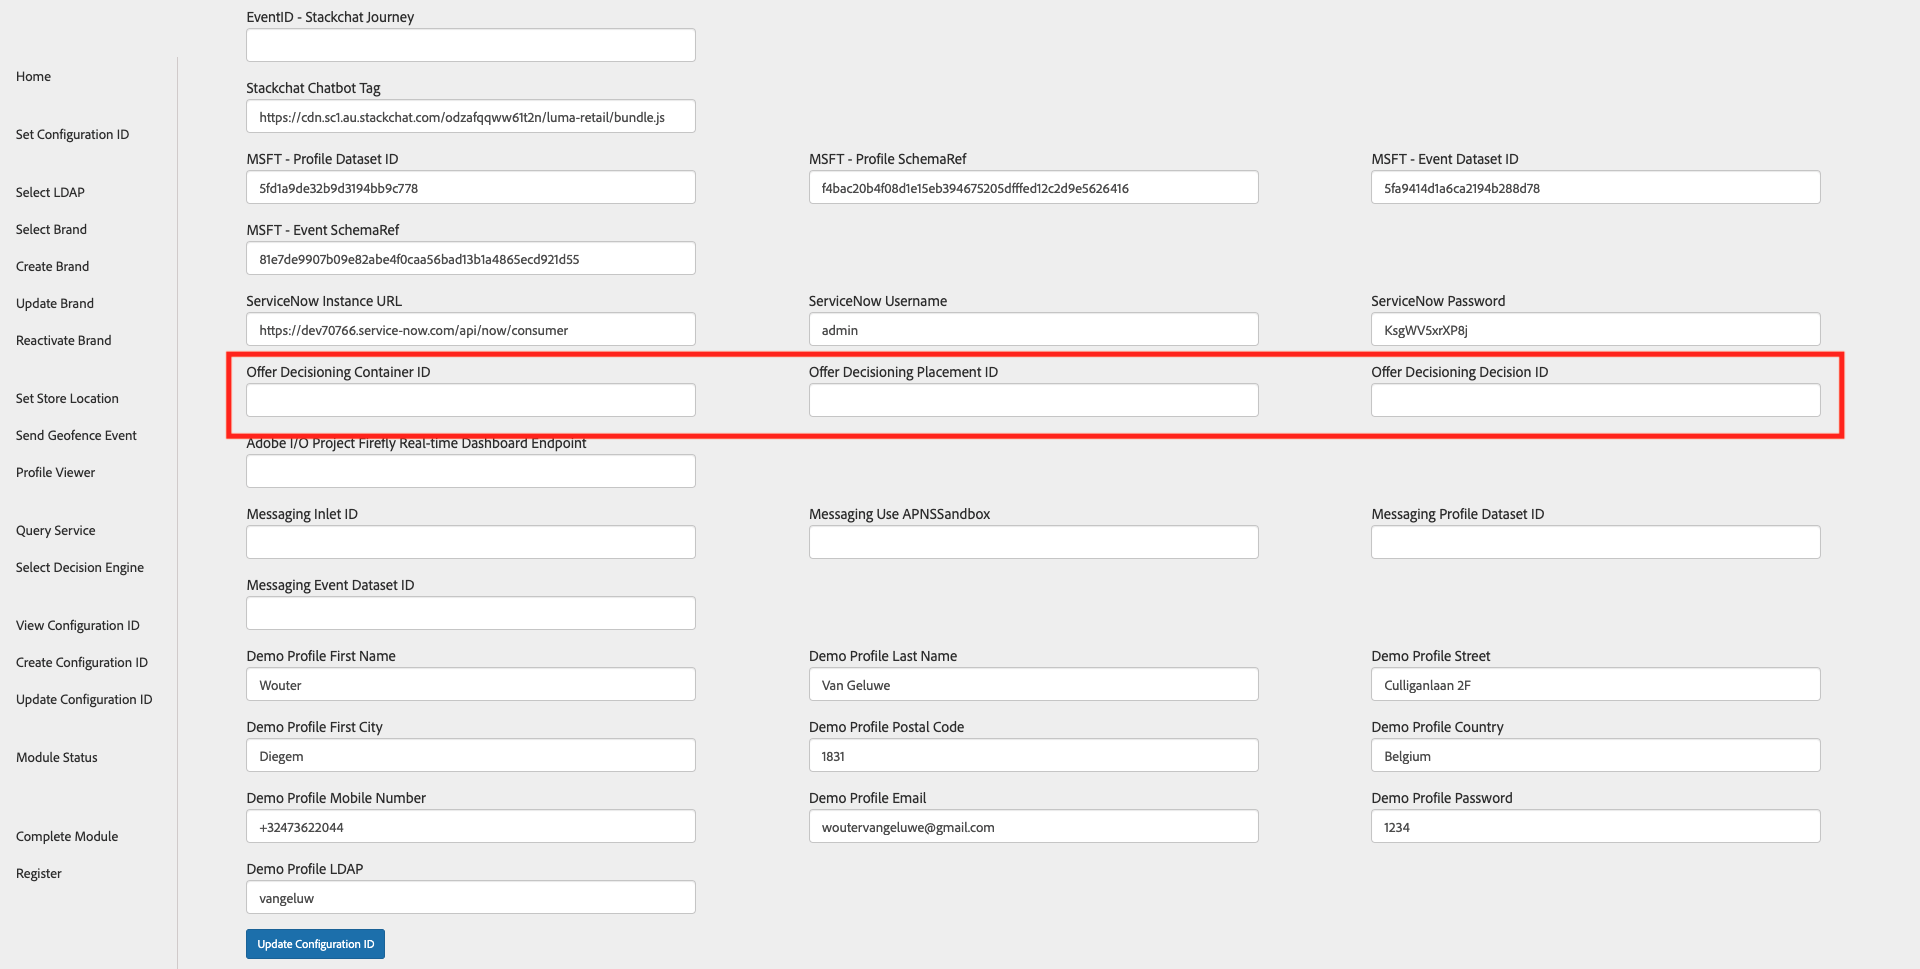 Home
Set Configuration ID
Select LDAP
Select Brand
Create Brand
Update Brand
Reactivate Brand
Set Store Location
Send Geofence Event
Profile Viewer
Query Service
Select Decision Engine
View Configuration ID
Create Configuration ID
Update Configuration ID
Module Status
Complete Module
Register
EventID - Stackchat Journey
Stackchat Chatbot Tag
https://cdn.sc1.au.stackchat.com/odzafqqww61t2n/luma-retail/bundle.js
MSFT - Profile Dataset ID
5fd1a9de32b9d3194bb9c778
MSFT - Profile SchemaRef
f4bac20b4f08d1e15eb394675205dfffed12c2d9e5626416
MSFT - Event Dataset ID
5fa9414d1a6ca2194b288d78
MSFT - Event SchemaRef
81e7de9907b09e82abe4f0caa56bad13b1a4865ecd921d55
ServiceNow Instance URL
https://dev70766.service-now.com/api/now/consumer
ServiceNow Username
admin
ServiceNow Password
KsgWV5xrXP8j
Offer Decisioning Container ID
Offer Decisioning Placement ID
Offer Decisioning Decision ID
Adobe I/O Project Firefly Real-time Dashboard Endpoint
Messaging Inlet ID
Messaging Use APNSSandbox
Messaging Profile Dataset ID
Messaging Event Dataset ID
Demo Profile First Name
Wouter
Demo Profile Last Name
Van Geluwe
Demo Profile Street
Culliganlaan 2F
Demo Profile First City
Diegem
Demo Profile Postal Code
1831
Demo Profile Country
Belgium
Demo Profile Mobile Number
+32473622044
Demo Profile Email
woutervangeluwe@gmail.com
Demo Profile Password
1234
Demo Profile LDAP
vangeluw
Update Configuration ID